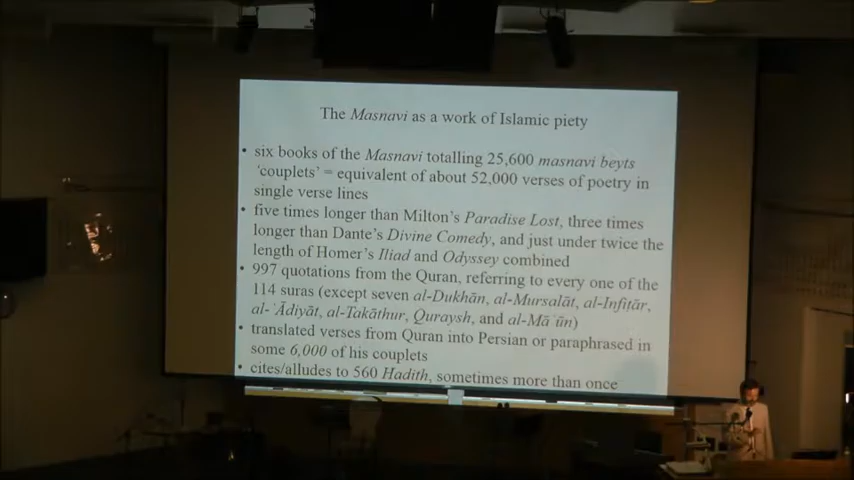 The Masnavi as a work of Islamic piety
• six books of the Masnavi totalling 25,600 masnavi beyts
'couplets' = equivalent of about 52,000 verses of poetry in
single verse lines
• five times longer than Milton's Paradise Lost, three times
longer than Dante's Divine Comedy, and just under twice the
length of Homer's Iliad and Odyssey combined
• 997 quotations from the Quran, referring to every one of the
114 suras (except seven al-Dukhān, al-Mursalāt, al-Infiṭār,
al-ʿĀdiyāt, al-Takāthur, Quraysh, and al-Māʿūn)
• translated verses from Quran into Persian or paraphrased in
some 6,000 of his couplets
• cites/alludes to 560 Hadith, sometimes more than once